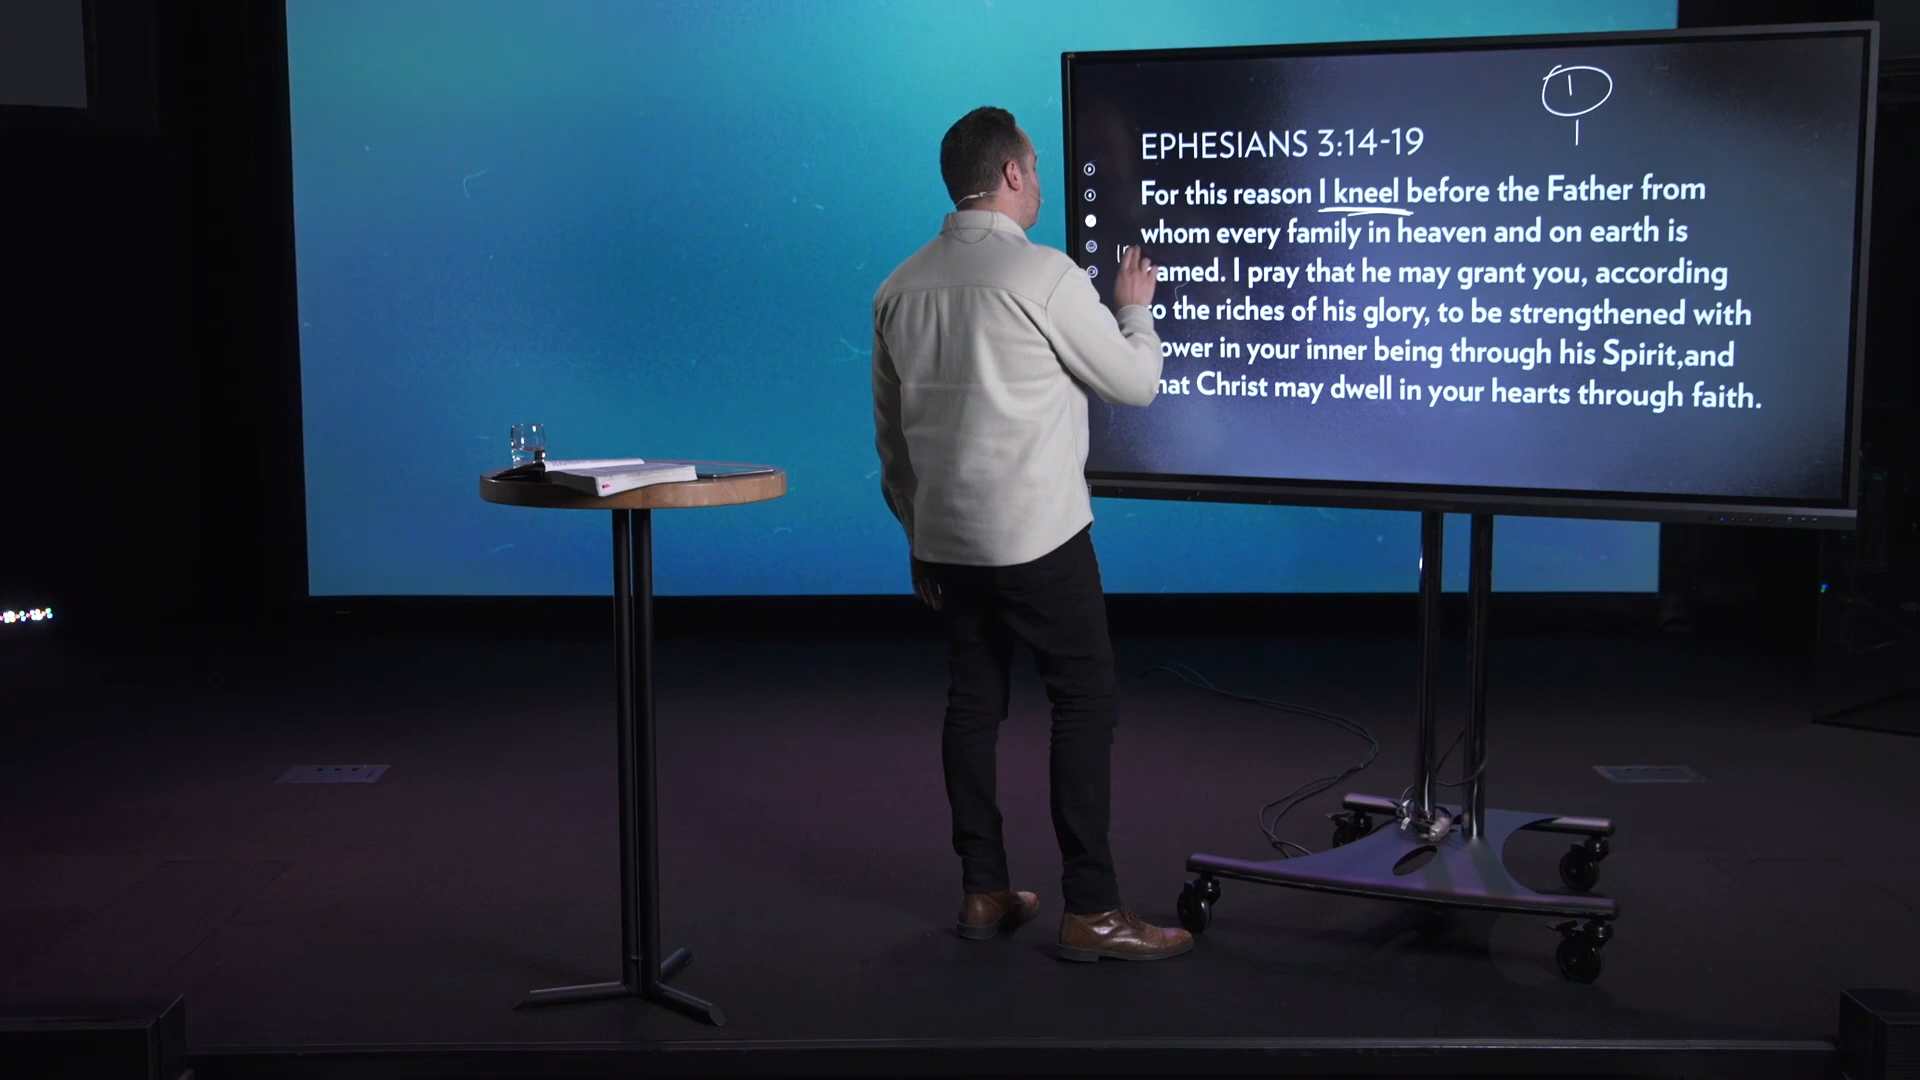 EPHESIANS 3:14-19
For this reason I kneel before the Father from
whom every family in heaven and on earth is
amed. I pray that he may grant you, according
o the riches of his glory, to be strengthened with
ower in your inner being through his Spirit,and
hat Christ may dwell in your hearts through faith.